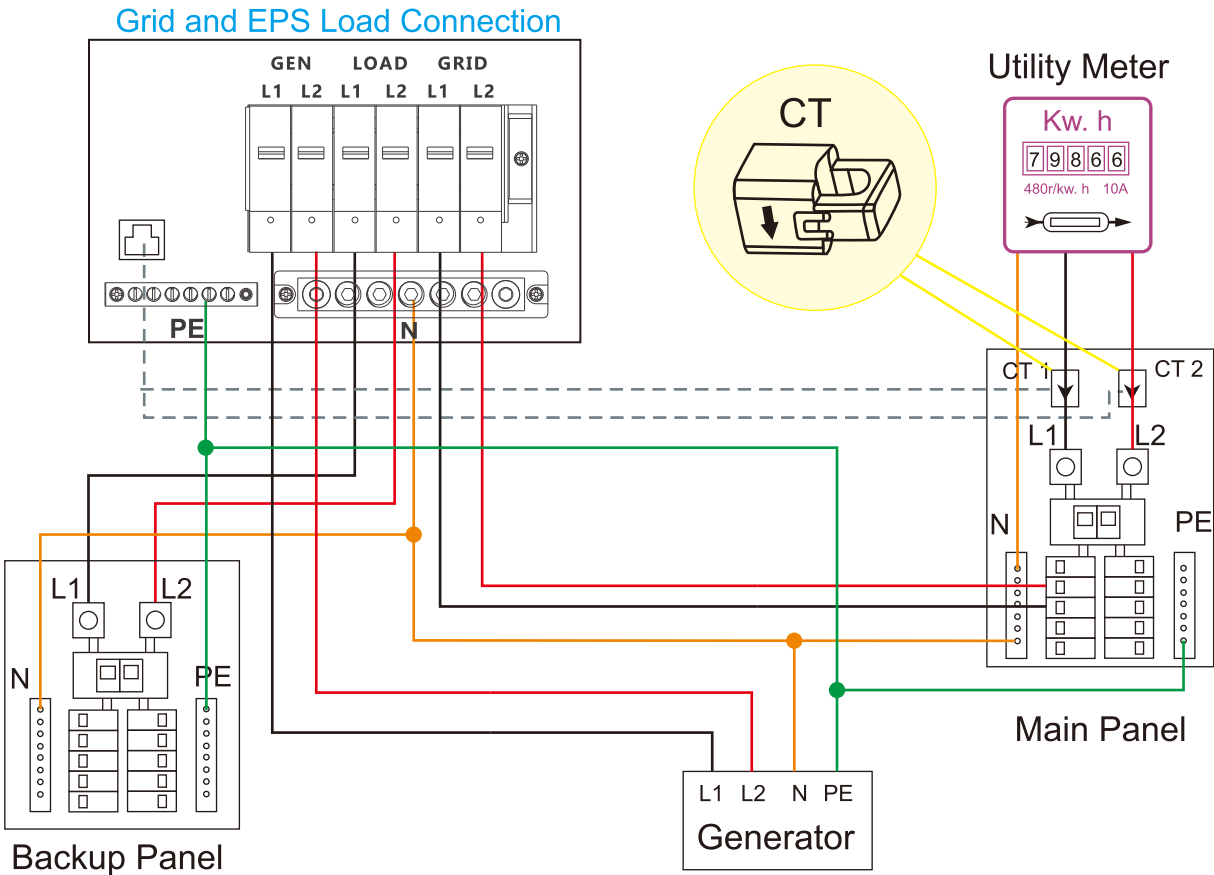 Grid and EPS Load Connection
GEN LOAD GRID
L1 L2 L1 L2 L1 L2
PE
N
CT
Utility Meter
Kw. h
79866
480r/kw. h 10A
CT 1
CT 2
L1
L2
N
PE
Main Panel
L1
L2
N
PE
Backup Panel
L1 L2 N PE
Generator